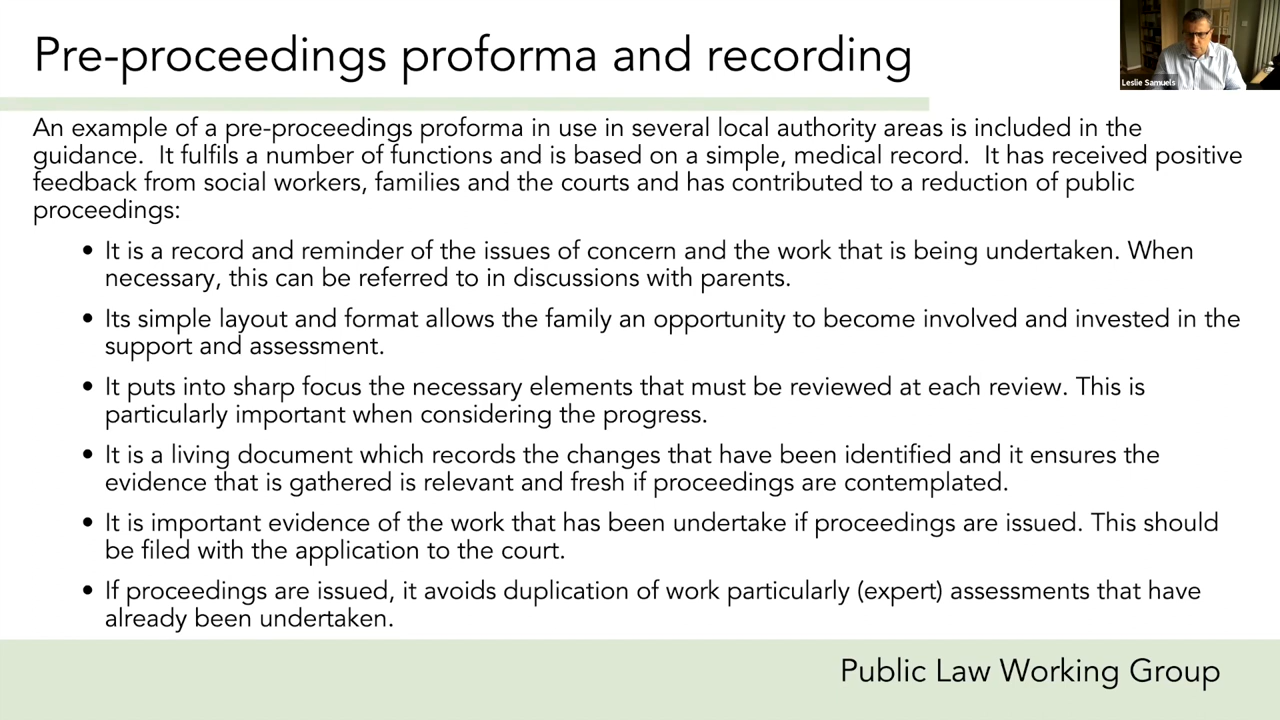 Pre-proceedings proforma and recording
Leslie Samuels
An example of a pre-proceedings proforma in use in several local authority areas is included in the
guidance. It fulfils a number of functions and is based on a simple, medical record. It has received positive
feedback from social workers, families and the courts and has contributed to a reduction of public
proceedings:
• It is a record and reminder of the issues of concern and the work that is being undertaken. When
necessary, this can be referred to in discussions with parents.
• Its simple layout and format allows the family an opportunity to become involved and invested in the
support and assessment.
• It puts into sharp focus the necessary elements that must be reviewed at each review. This is
particularly important when considering the progress.
• It is a living document which records the changes that have been identified and it ensures the
evidence that is gathered is relevant and fresh if proceedings are contemplated.
• It is important evidence of the work that has been undertake if proceedings are issued. This should
be filed with the application to the court.
• If proceedings are issued, it avoids duplication of work particularly (expert) assessments that have
already been undertaken.
Public Law Working Group